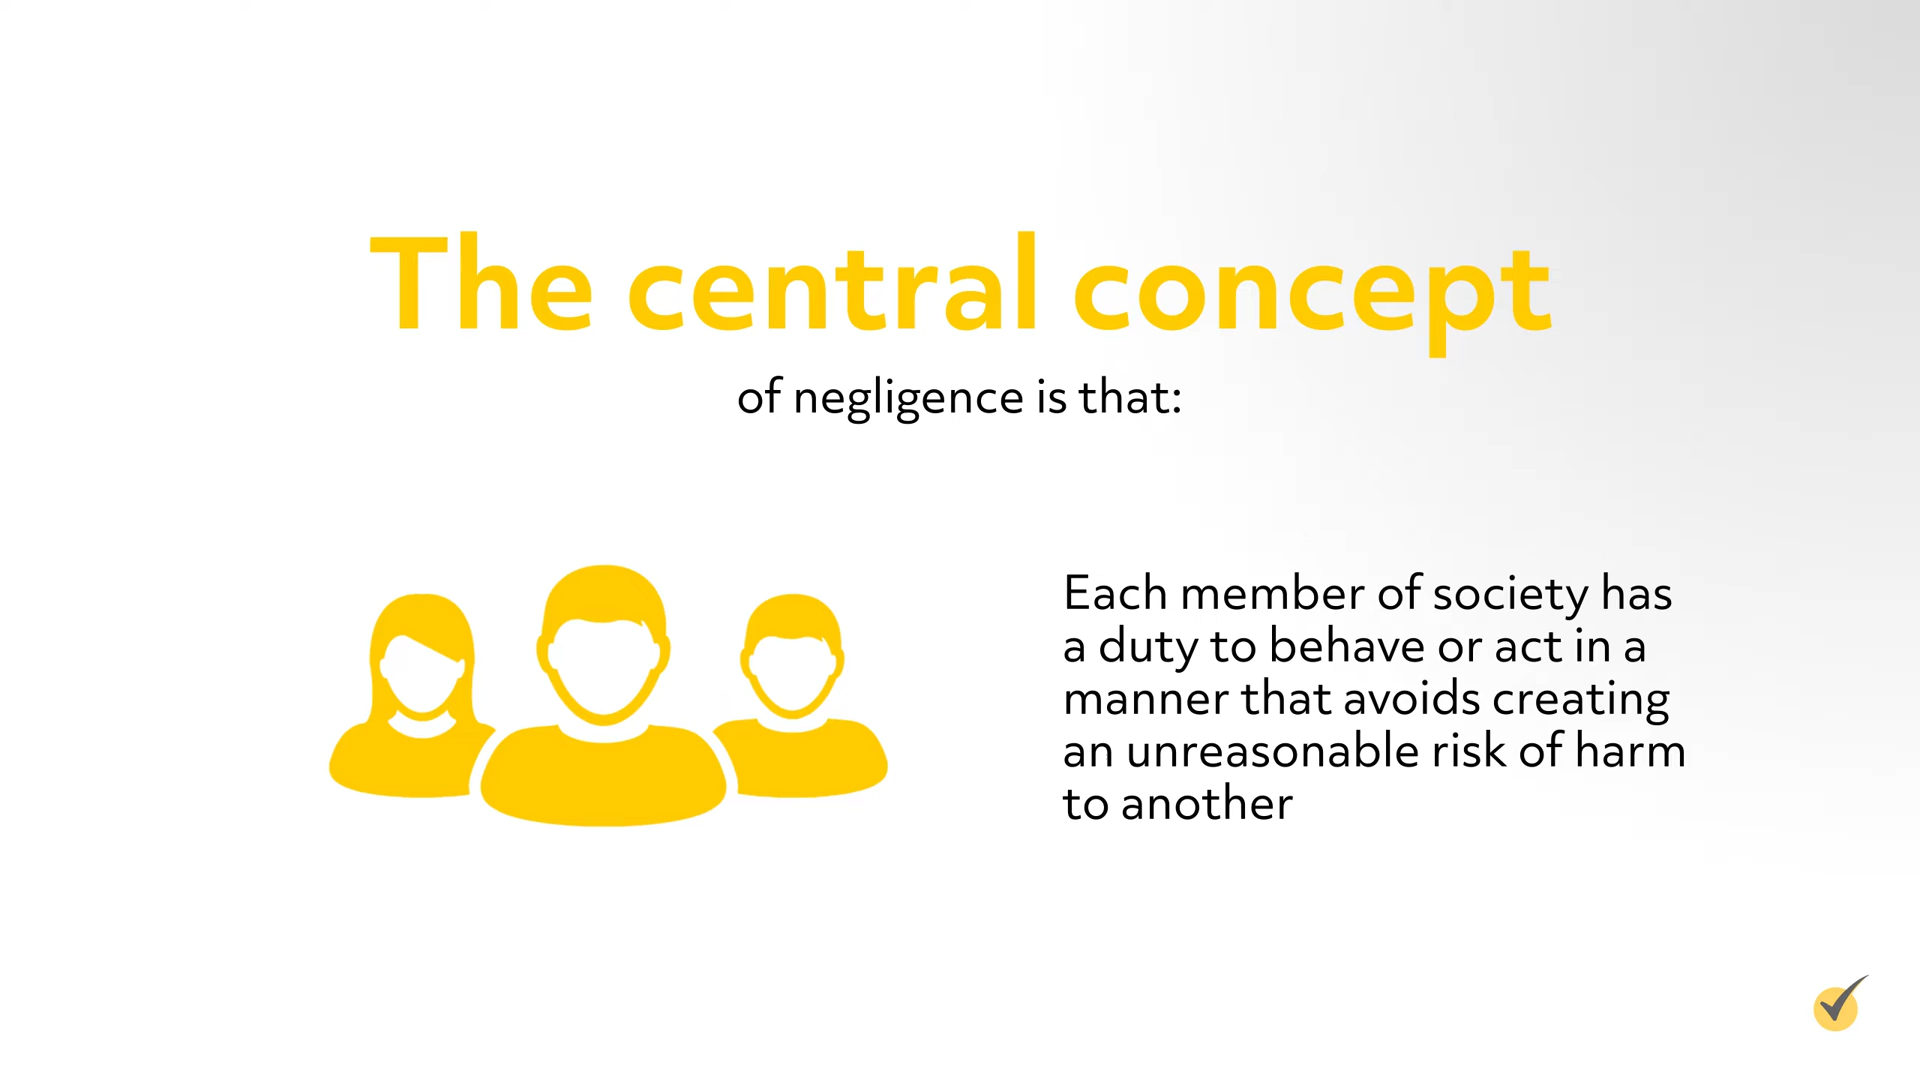 The central concept
of negligence is that:
Each member of society has
a duty to behave or act in a
manner that avoids creating
an unreasonable risk of harm
to another